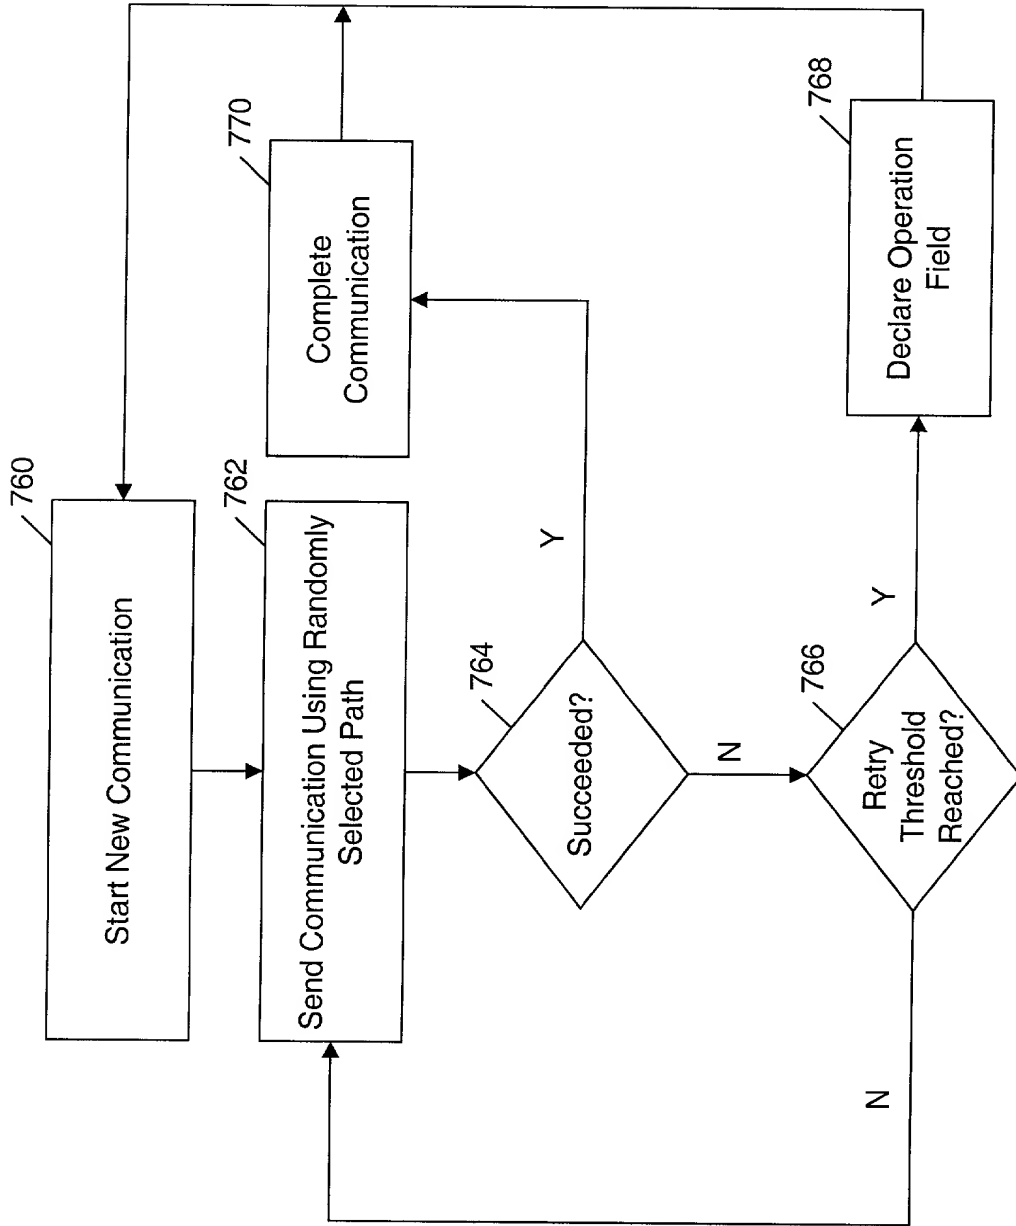 760
Start New Communication
762
Send Communication Using Randomly
Selected Path
770
Complete
Communication
764
Succeeded?
Y
N
766
Retry
Threshold
Reached?
Y
N
768
Declare Operation
Field